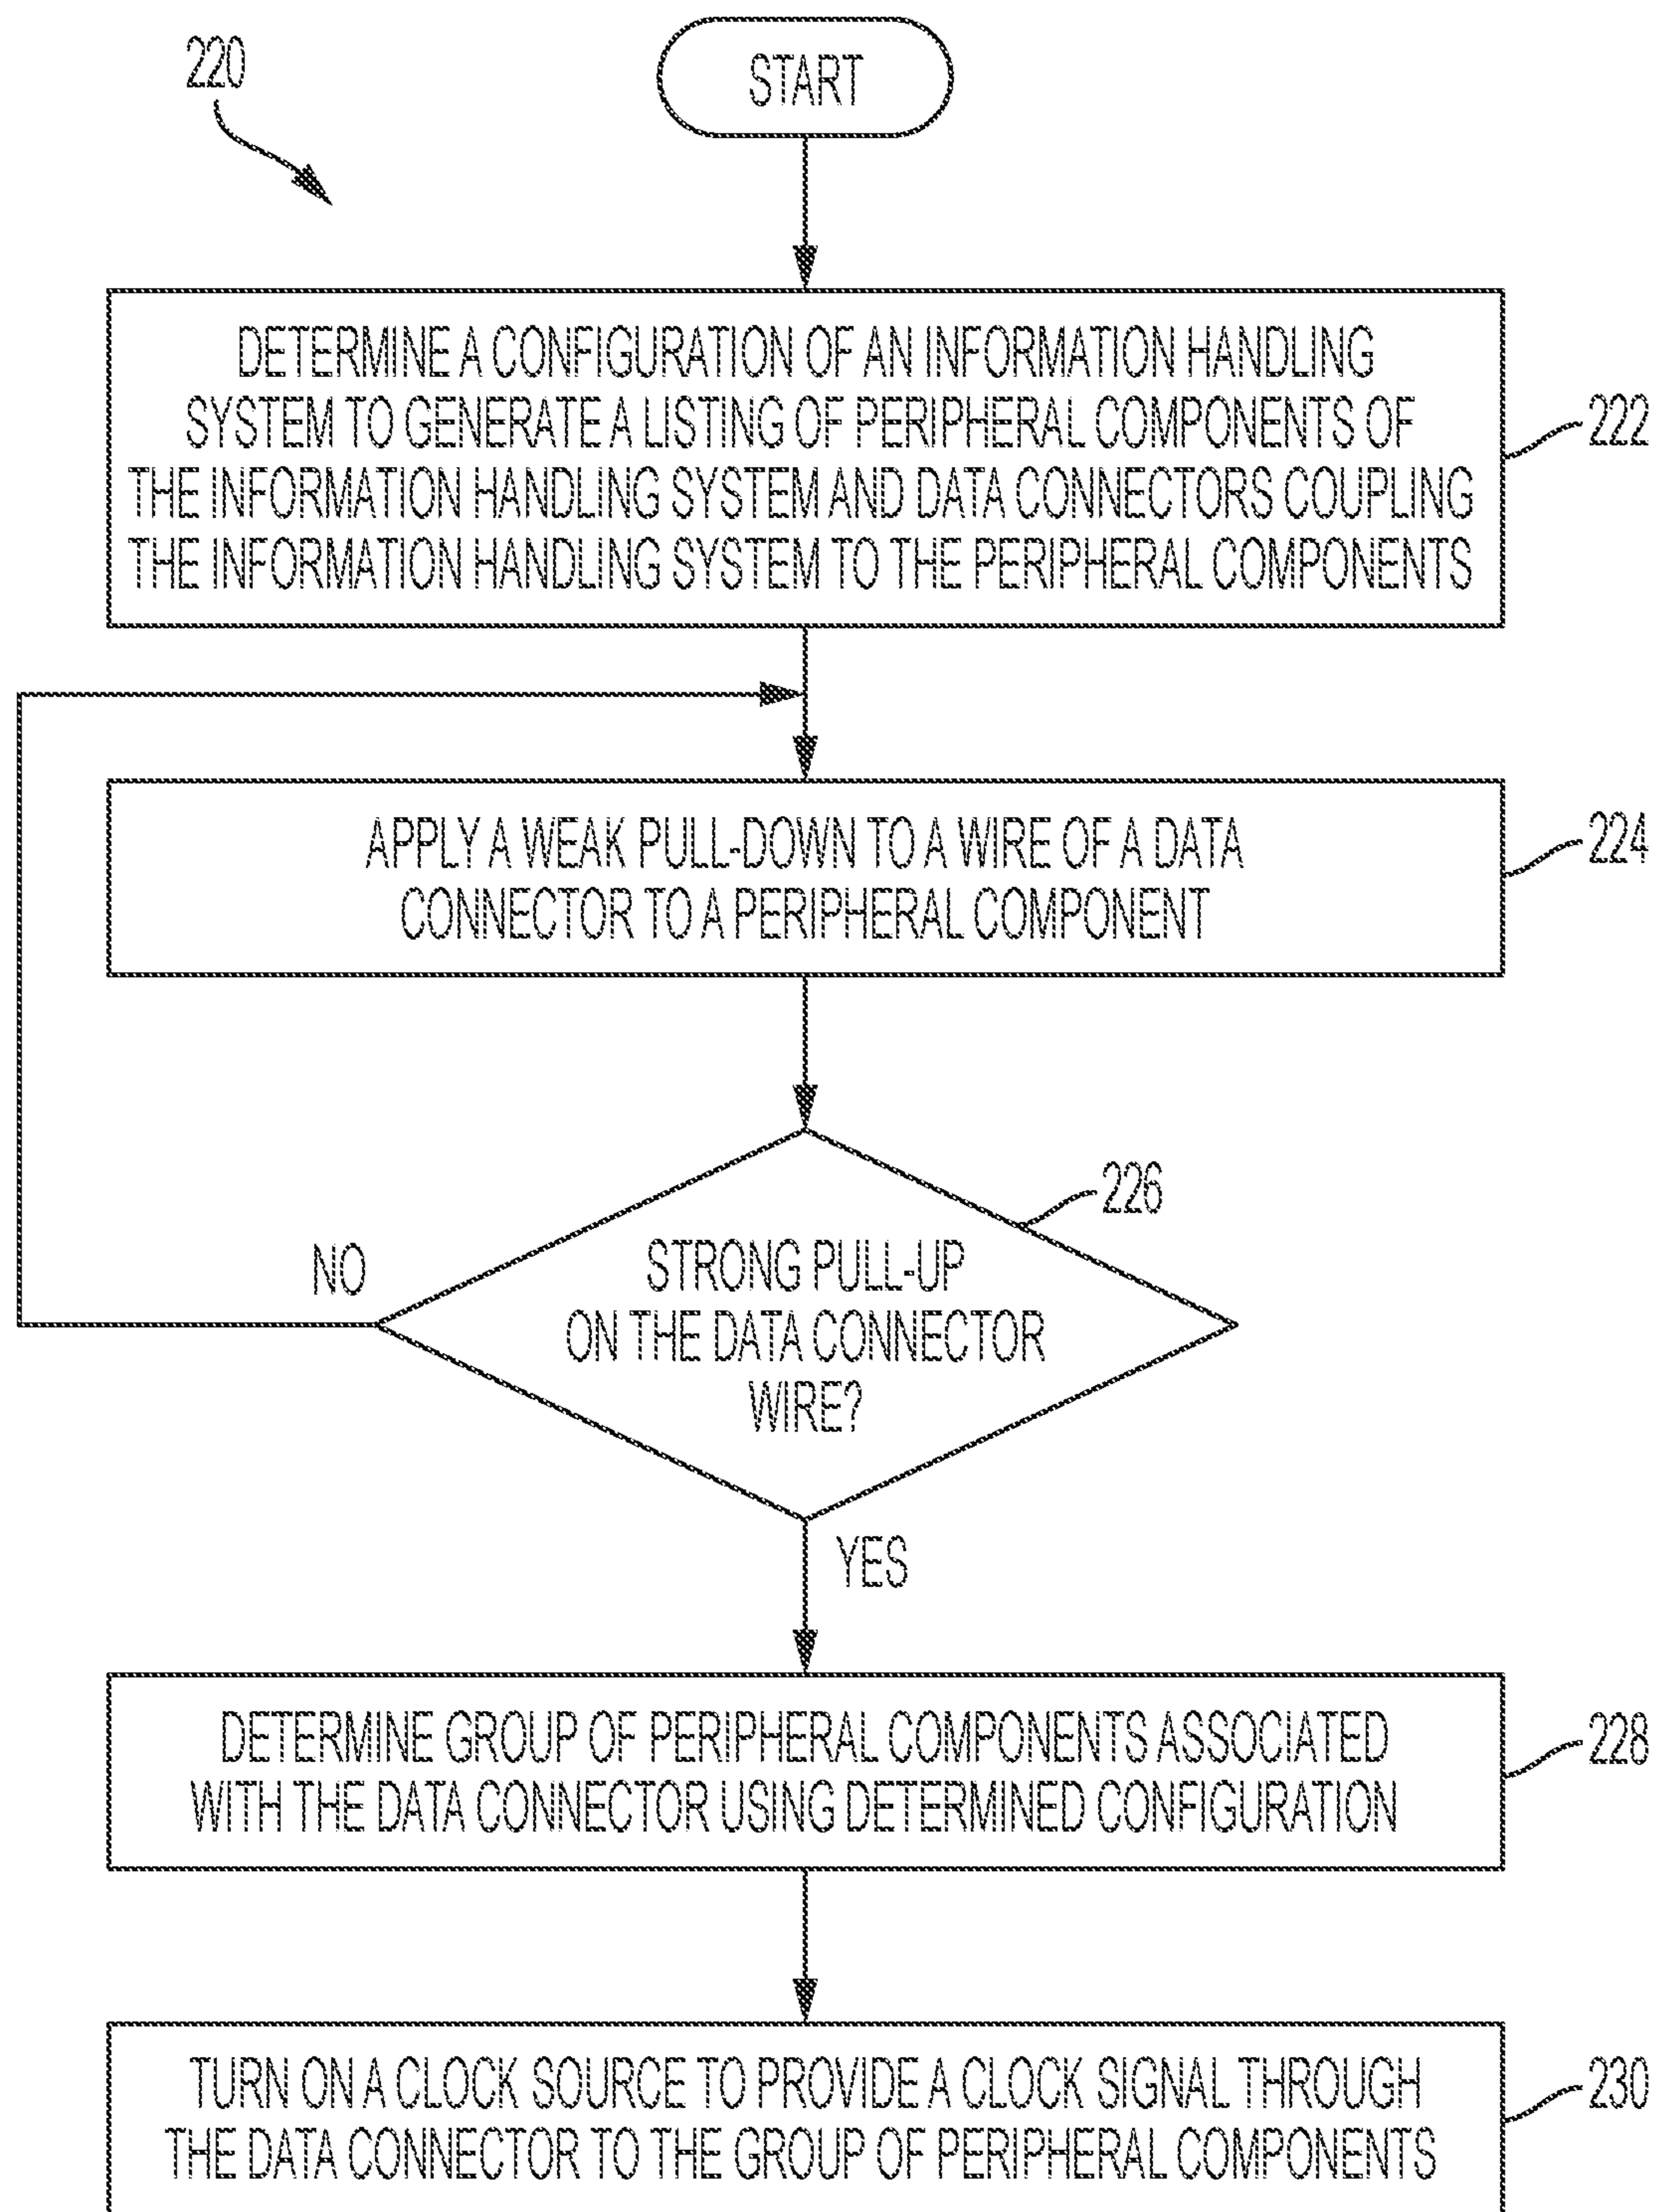 220
START
DETERMINE A CONFIGURATION OF AN INFORMATION HANDLING
SYSTEM TO GENERATE A LISTING OF PERIPHERAL COMPONENTS OF
THE INFORMATION HANDLING SYSTEM AND DATA CONNECTORS COUPLING
THE INFORMATION HANDLING SYSTEM TO THE PERIPHERAL COMPONENTS
222
APPLY A WEAK PULL-DOWN TO A WIRE OF A DATA
CONNECTOR TO A PERIPHERAL COMPONENT
224
226
NO
STRONG PULL-UP
ON THE DATA CONNECTOR
WIRE?
YES
DETERMINE GROUP OF PERIPHERAL COMPONENTS ASSOCIATED
WITH THE DATA CONNECTOR USING DETERMINED CONFIGURATION
228
TURN ON A CLOCK SOURCE TO PROVIDE A CLOCK SIGNAL THROUGH
THE DATA CONNECTOR TO THE GROUP OF PERIPHERAL COMPONENTS
230